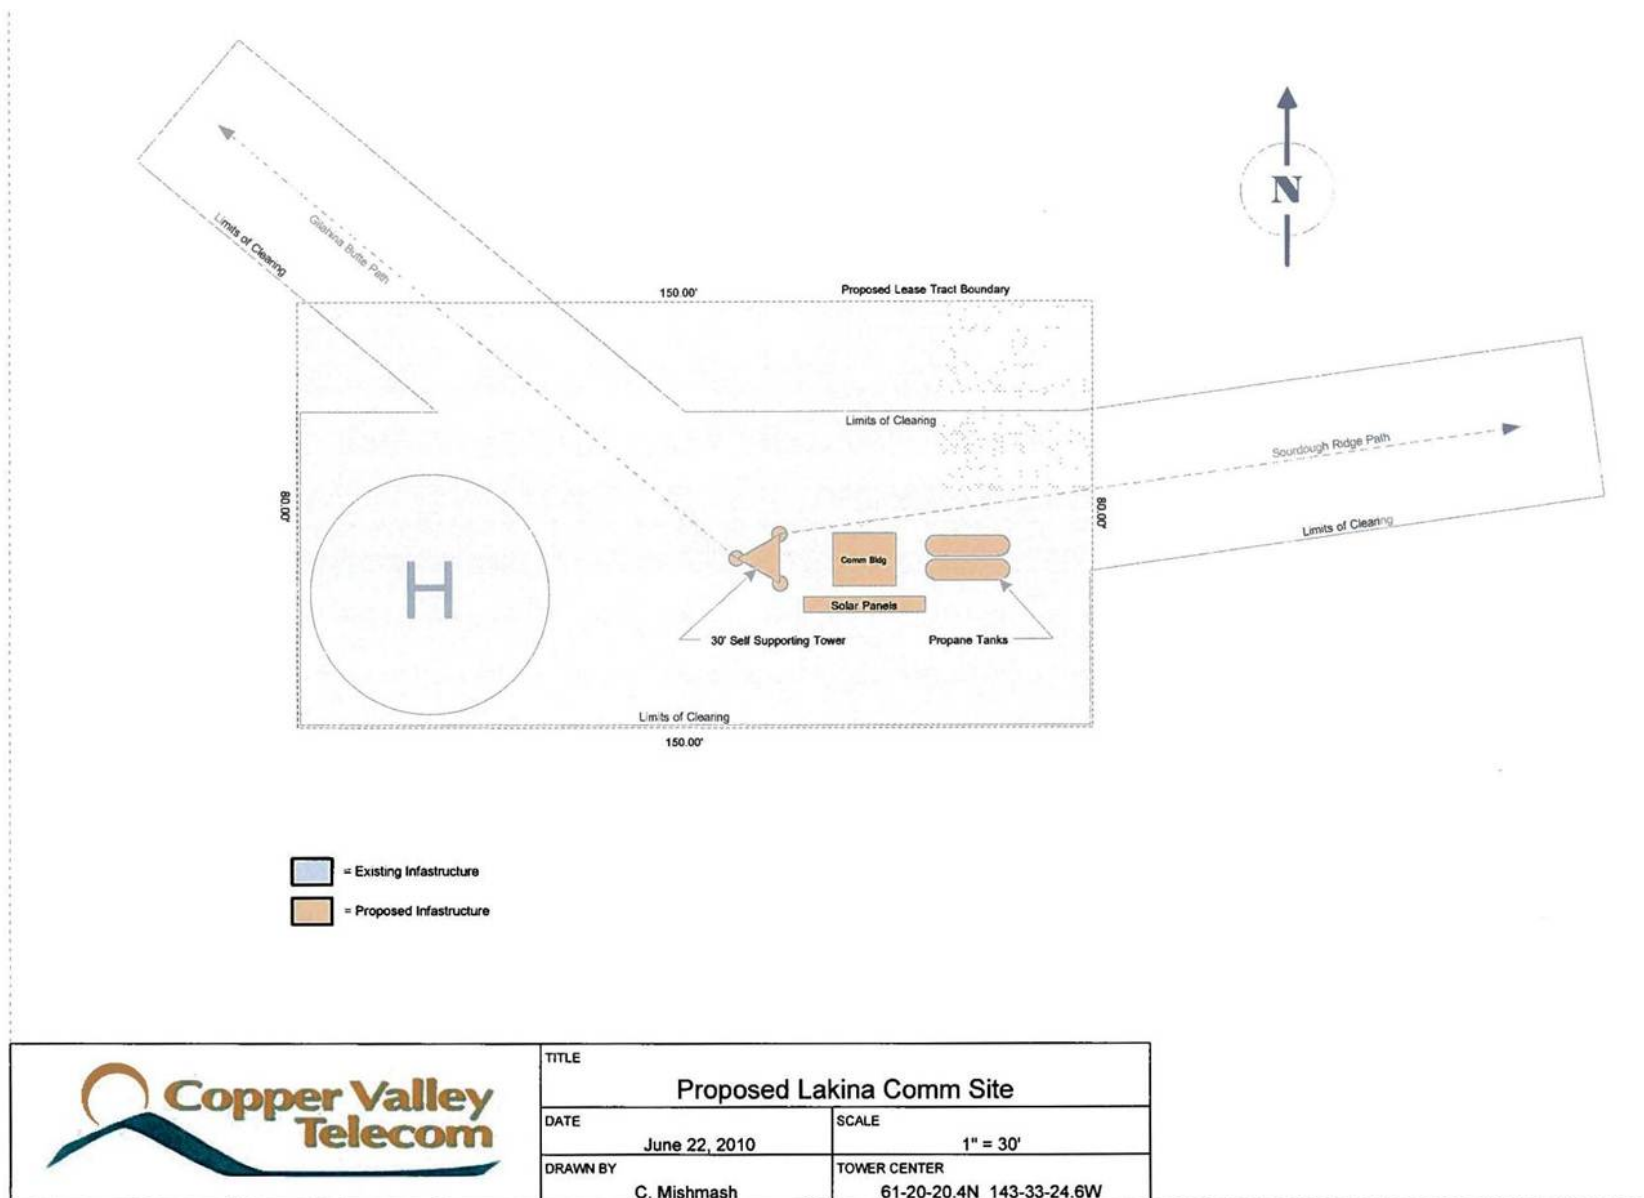 N
Limits of Clearing
Gilahina Butte Path
150.00'
Proposed Lease Tract Boundary
Limits of Clearing
Sourdough Ridge Path
80.00'
80.00'
Limits of Clearing
H
Comm Bldg
Solar Panels
30' Self Supporting Tower
Propane Tanks
Limits of Clearing
150.00'
= Existing Infastructure
= Proposed Infastructure
Copper Valley
Telecom
TITLE
Proposed Lakina Comm Site
DATE
June 22, 2010
SCALE
1" = 30'
DRAWN BY
C. Mishmash
TOWER CENTER
61-20-20.4N 143-33-24.6W